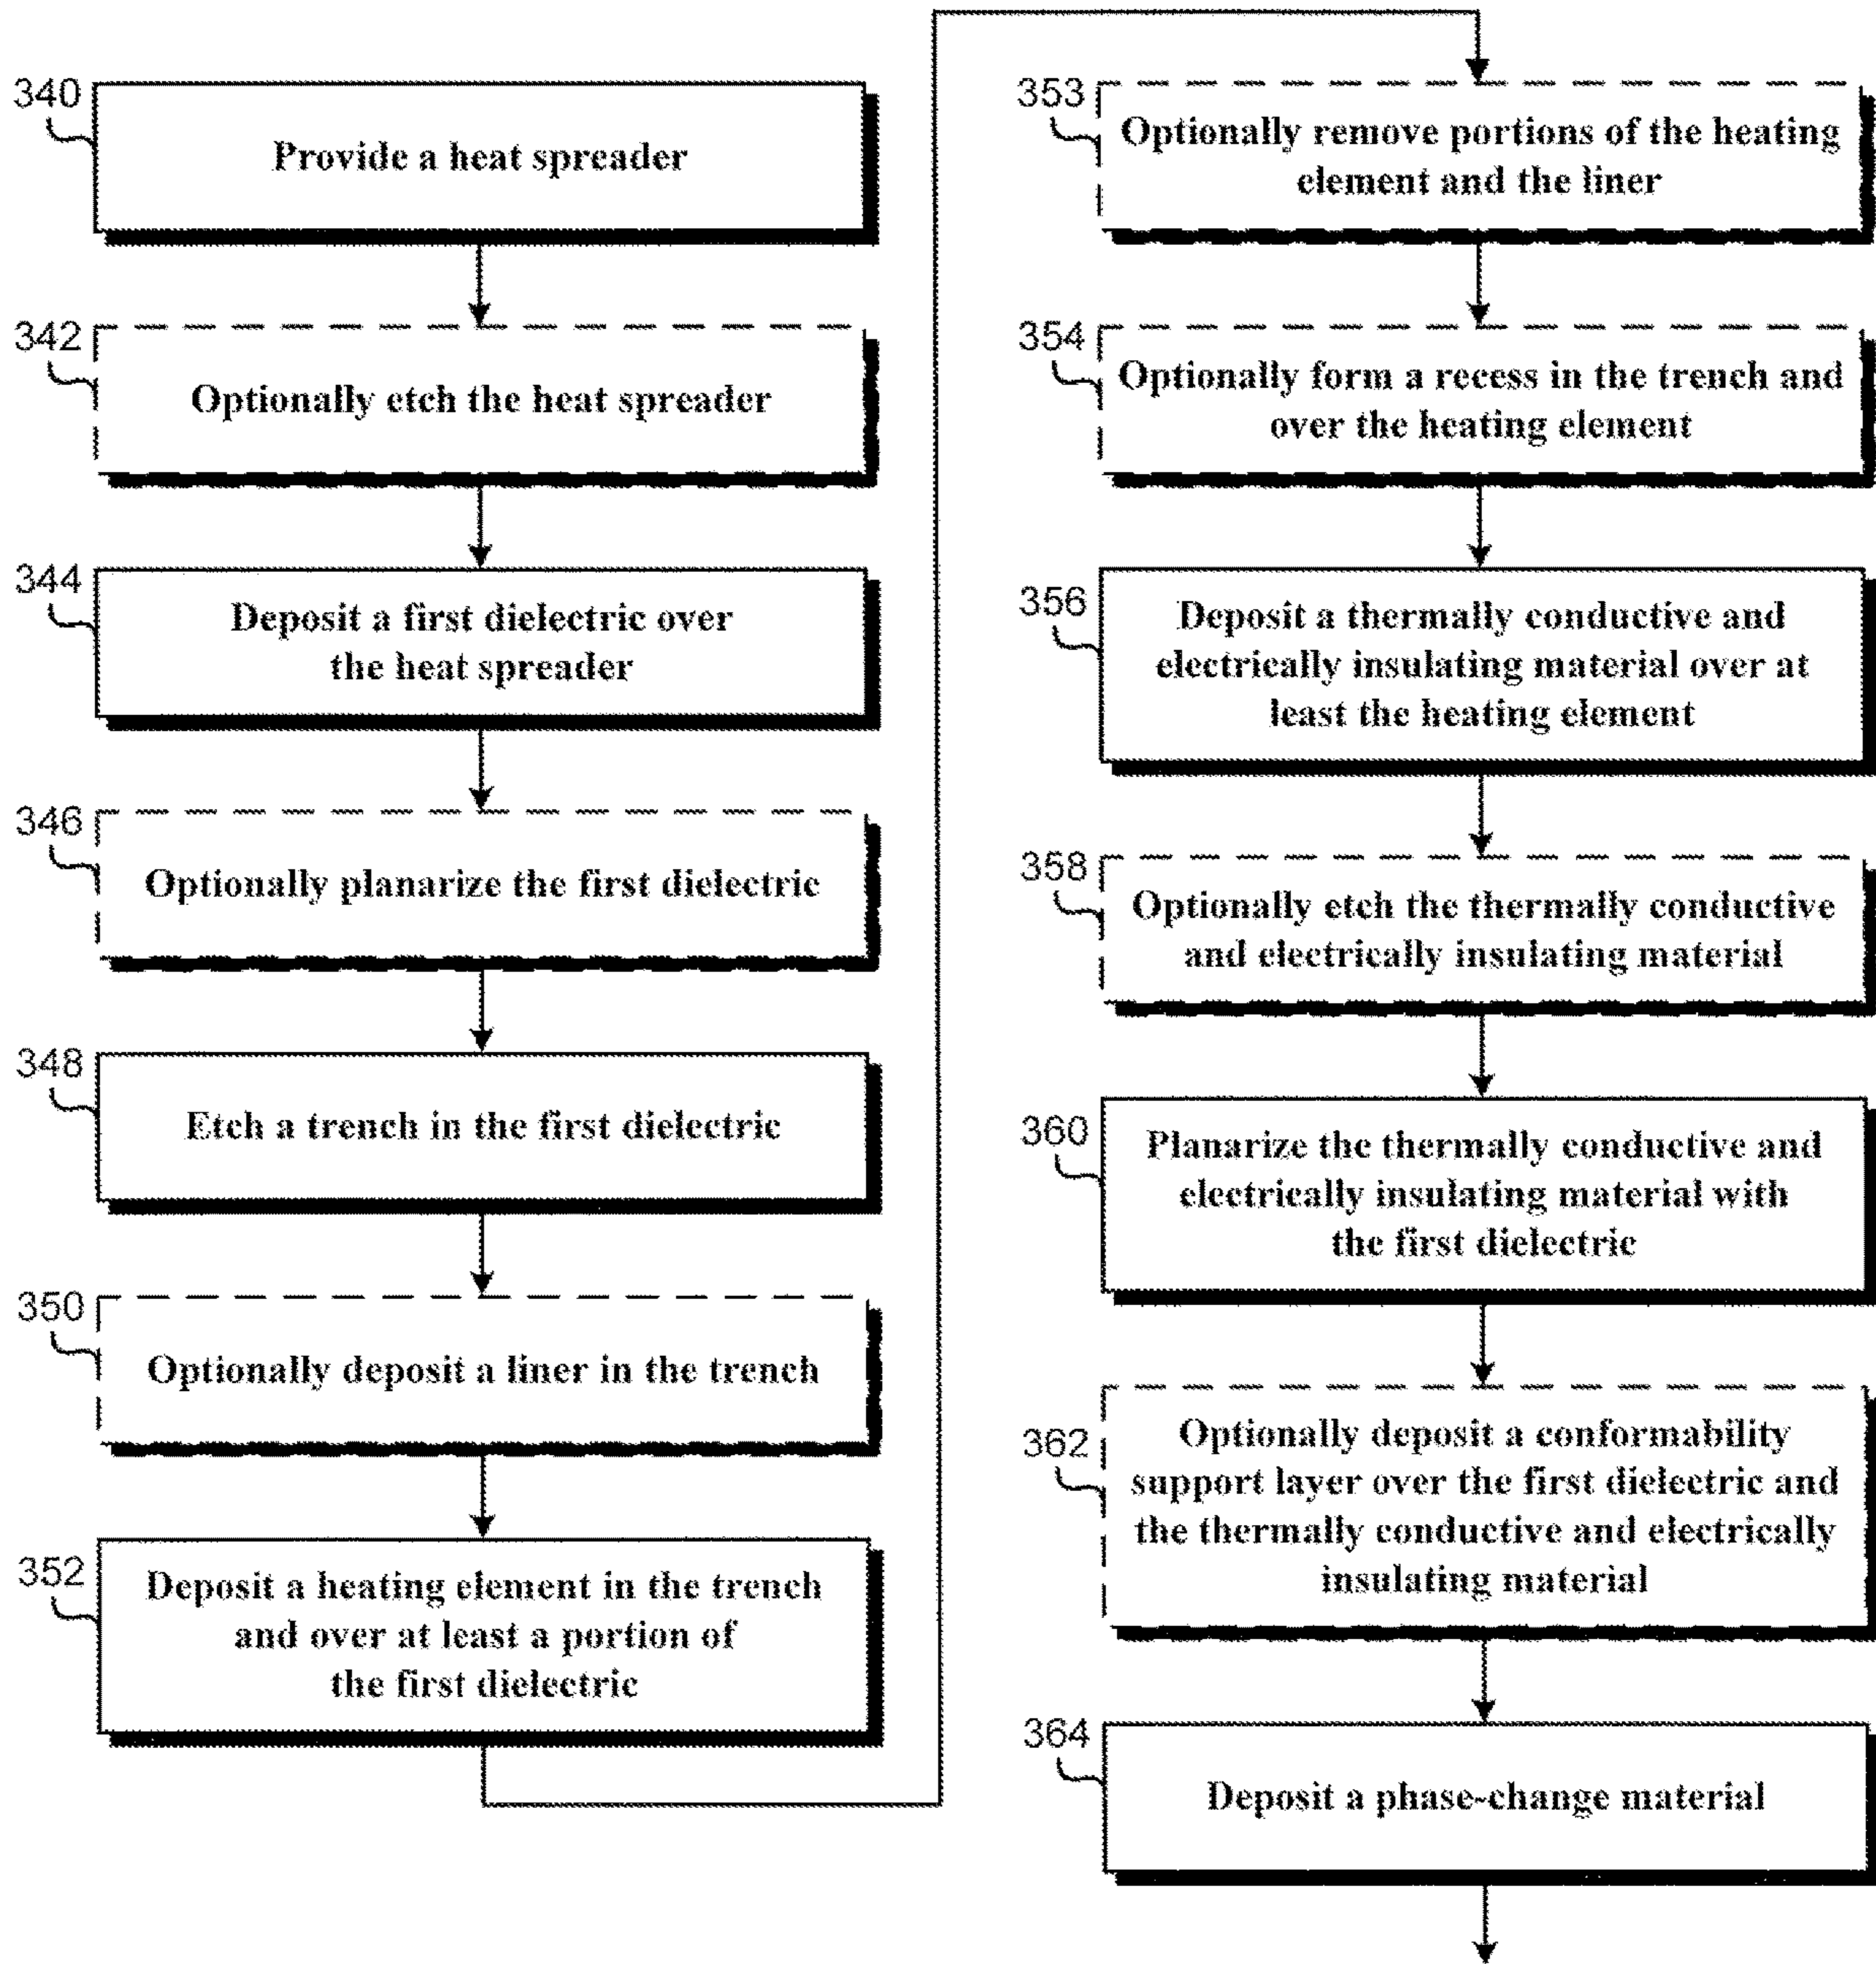 340
Provide a heat spreader
342
Optionally etch the heat spreader
344
Deposit a first dielectric over
the heat spreader
346
Optionally planarize the first dielectric
348
Etch a trench in the first dielectric
350
Optionally deposit a liner in the trench
352
Deposit a heating element in the trench
and over at least a portion of
the first dielectric
353
Optionally remove portions of the heating
element and the liner
354
Optionally form a recess in the trench and
over the heating element
356
Deposit a thermally conductive and
electrically insulating material over at
least the heating element
358
Optionally etch the thermally conductive
and electrically insulating material
360
Planarize the thermally conductive and
electrically insulating material with
the first dielectric
362
Optionally deposit a conformability
support layer over the first dielectric and
the thermally conductive and electrically
insulating material
364
Deposit a phase-change material